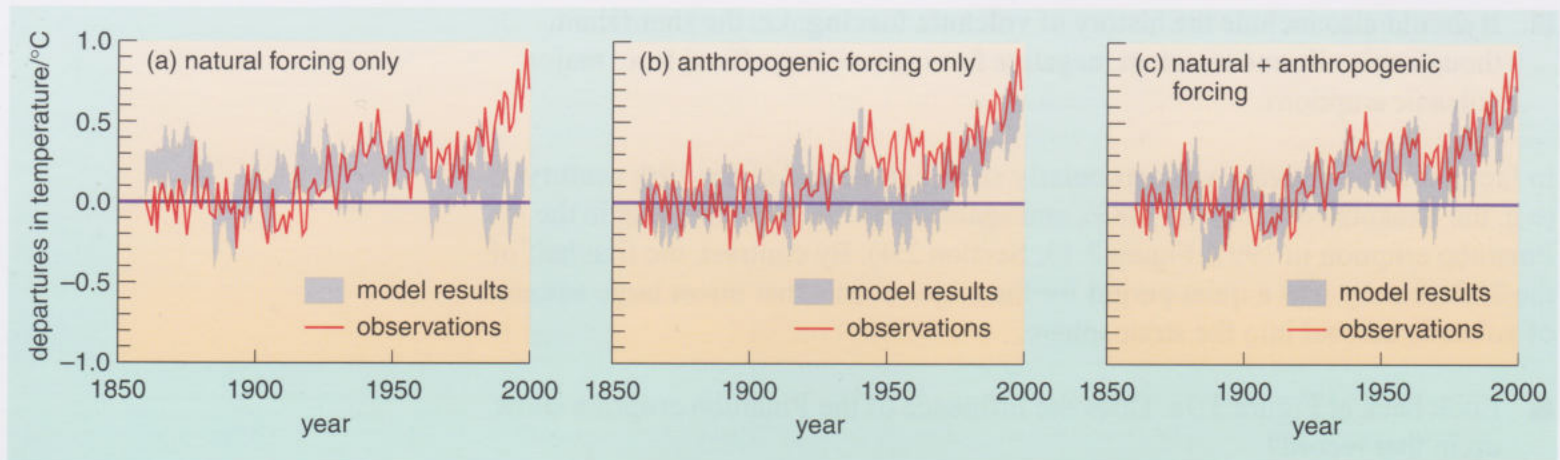 (a) natural forcing only
(b) anthropogenic forcing only
(c) natural + anthropogenic
forcing
departures in temperature/°C
1.0
0.5
0.0
−0.5
−1.0
model results
observations
model results
observations
model results
observations
1850
1900
1950
2000
1850
1900
1950
2000
1850
1900
1950
2000
year
year
year